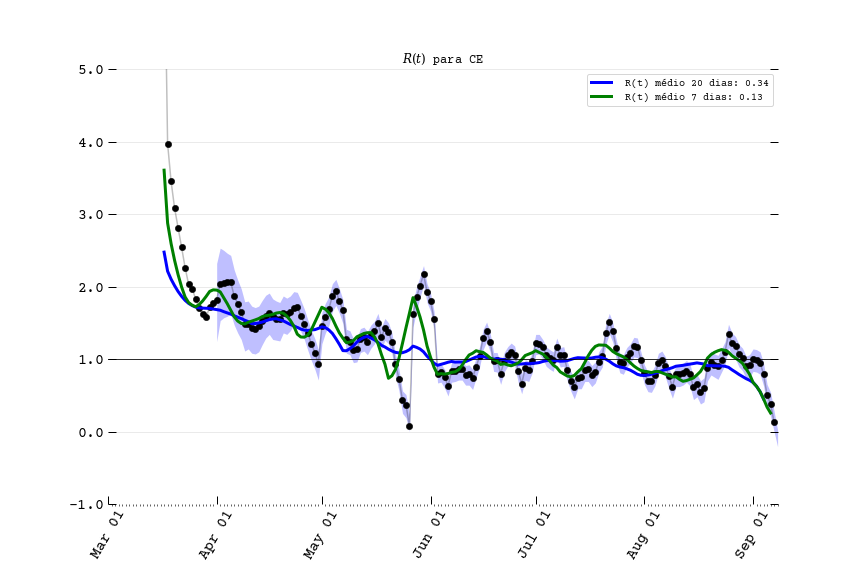 R(t) para CE
R(t) médio 20 dias: 0.34
R(t) médio 7 dias: 0.13
5.0
4.0
3.0
2.0
1.0
0.0
-1.0
Mar 01
Apr 01
May 01
Jun 01
Jul 01
Aug 01
Sep 01